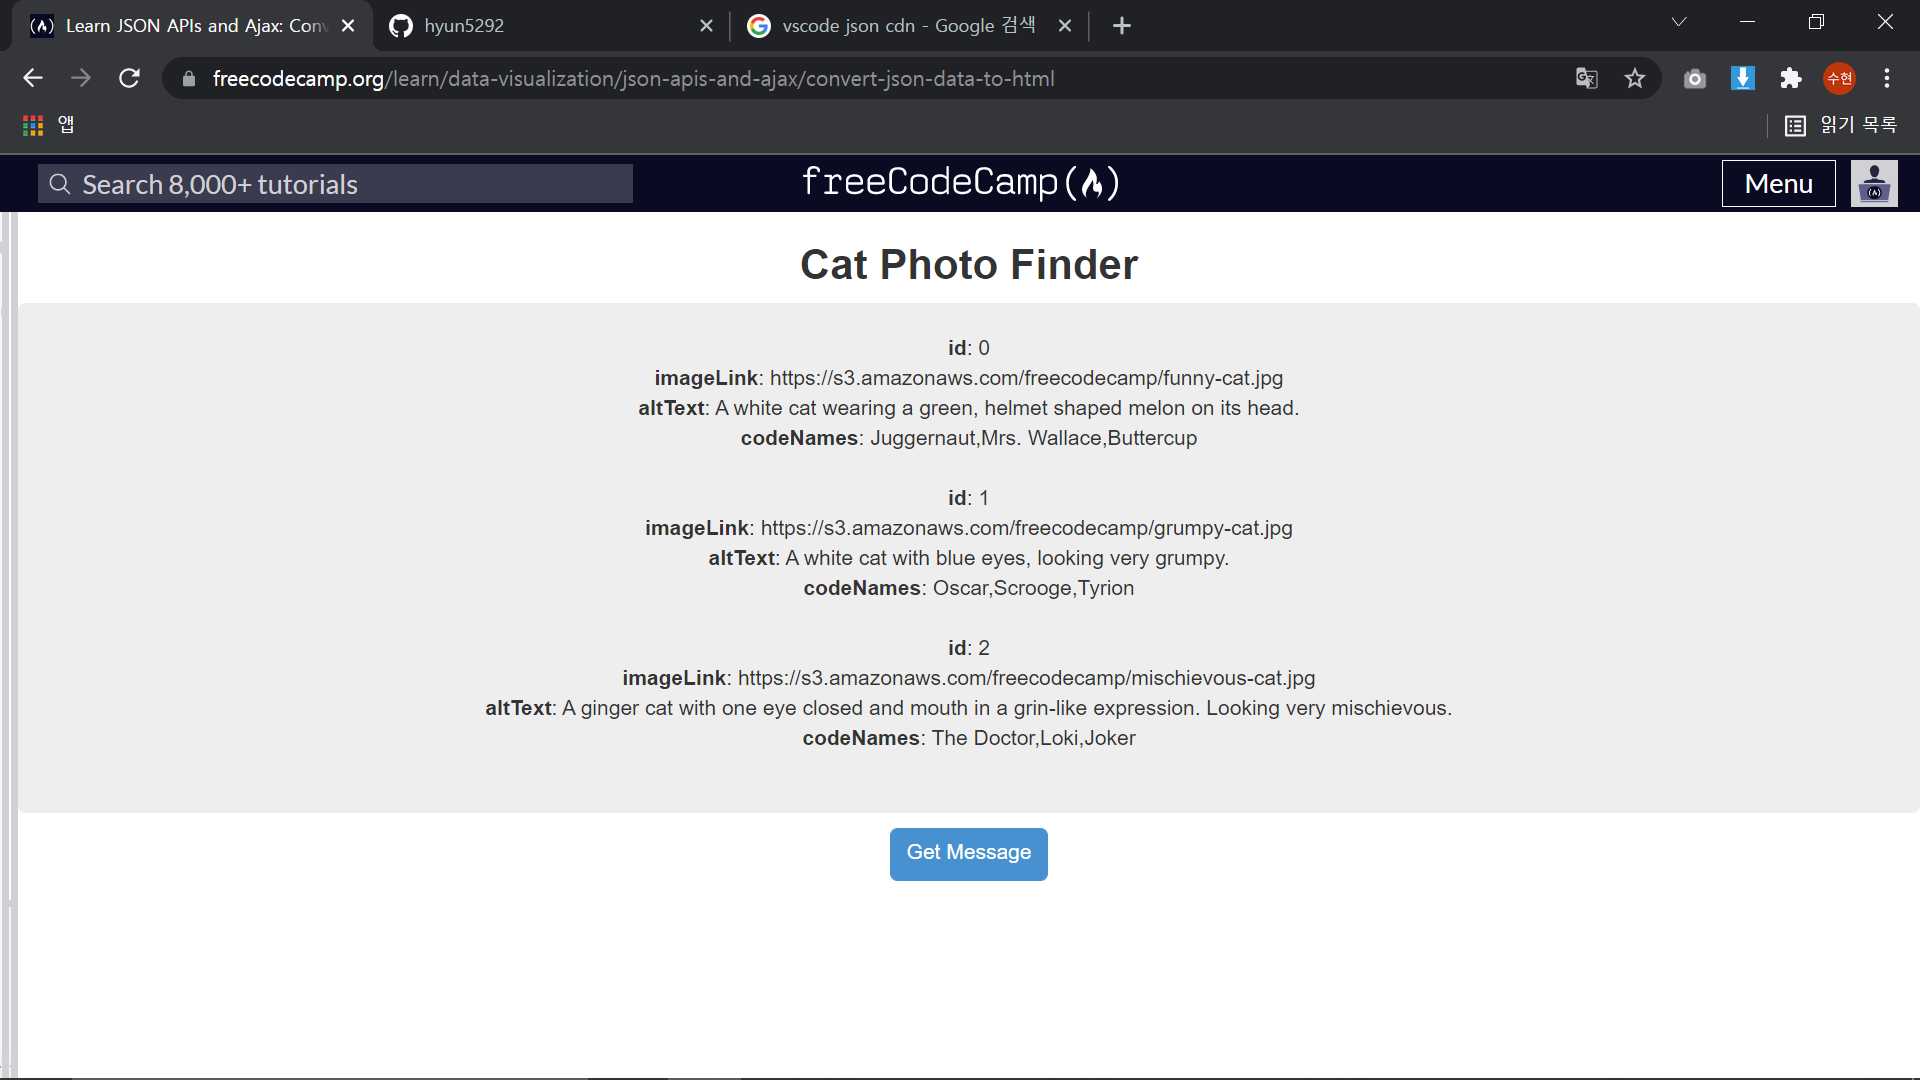 Learn JSON APIs and Ajax: Conv
hyun5292
vscode json cdn - Google 검색
freecodecamp.org/learn/data-visualization/json-apis-and-ajax/convert-json-data-to-html
수현
앱
읽기 목록
Search 8,000+ tutorials
freeCodeCamp(🔥)
Menu
Cat Photo Finder
id: 0
imageLink: https://s3.amazonaws.com/freecodecamp/funny-cat.jpg
altText: A white cat wearing a green, helmet shaped melon on its head.
codeNames: Juggernaut,Mrs. Wallace,Buttercup
id: 1
imageLink: https://s3.amazonaws.com/freecodecamp/grumpy-cat.jpg
altText: A white cat with blue eyes, looking very grumpy.
codeNames: Oscar,Scrooge,Tyrion
id: 2
imageLink: https://s3.amazonaws.com/freecodecamp/mischievous-cat.jpg
altText: A ginger cat with one eye closed and mouth in a grin-like expression. Looking very mischievous.
codeNames: The Doctor,Loki,Joker
Get Message